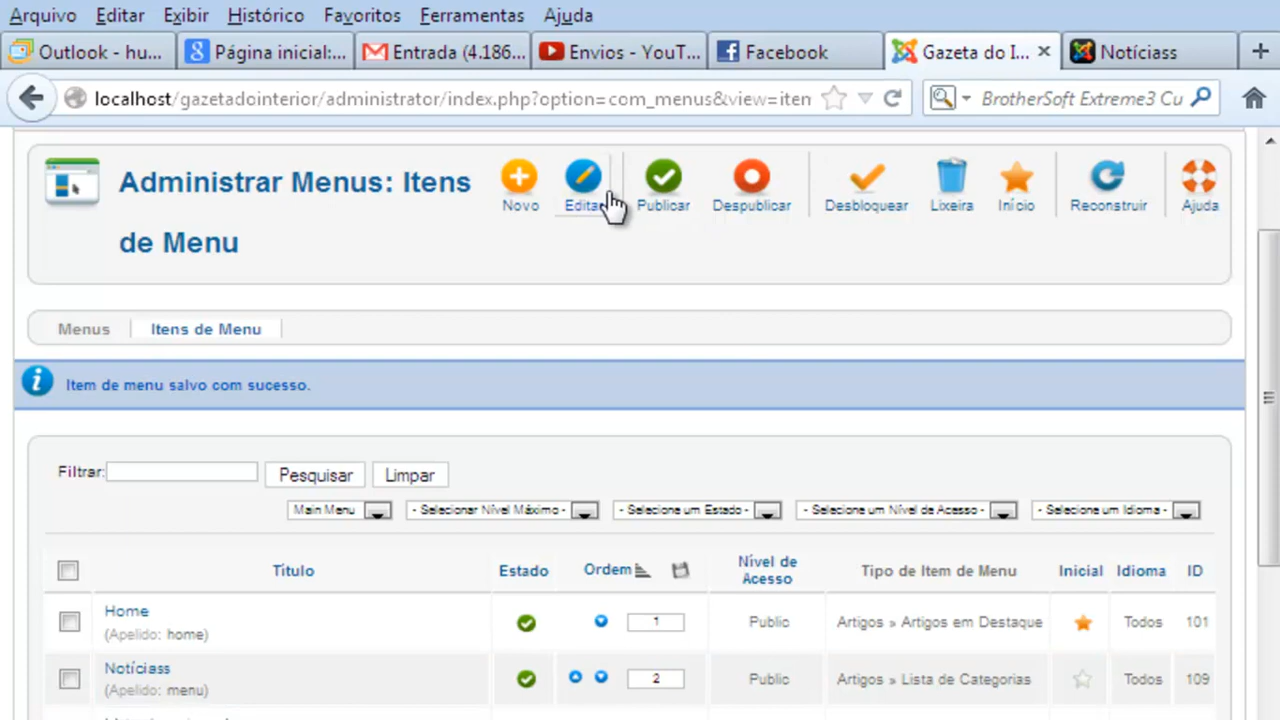 Arquivo Editar Exibir Histórico Favoritos Ferramentas Ajuda
Outlook - hu... Página inicial:... Entrada (4.186... Envios - YouT... Facebook Gazeta do I... Notíciass
localhost/gazetadointerior/administrator/index.php?option=com_menus&view=item BrotherSoft Extreme3 Cu
Administrar Menus: Itens
de Menu
Novo Editar Publicar Despublicar Desbloquear Lixeira Início Reconstruir Ajuda
Menus Itens de Menu
Item de menu salvo com sucesso.
Filtrar: Pesquisar Limpar
Main Menu - Selecionar Nível Máximo - - Selecione um Estado - - Selecione um Nível de Acesso - - Selecione um Idioma -
Título Estado Ordem Nível de Acesso Tipo de Item de Menu Inicial Idioma ID
Home
(Apelido: home) 1 Public Artigos » Artigos em Destaque Todos 101
Notíciass
(Apelido: menu) 2 Public Artigos » Lista de Categorias Todos 109